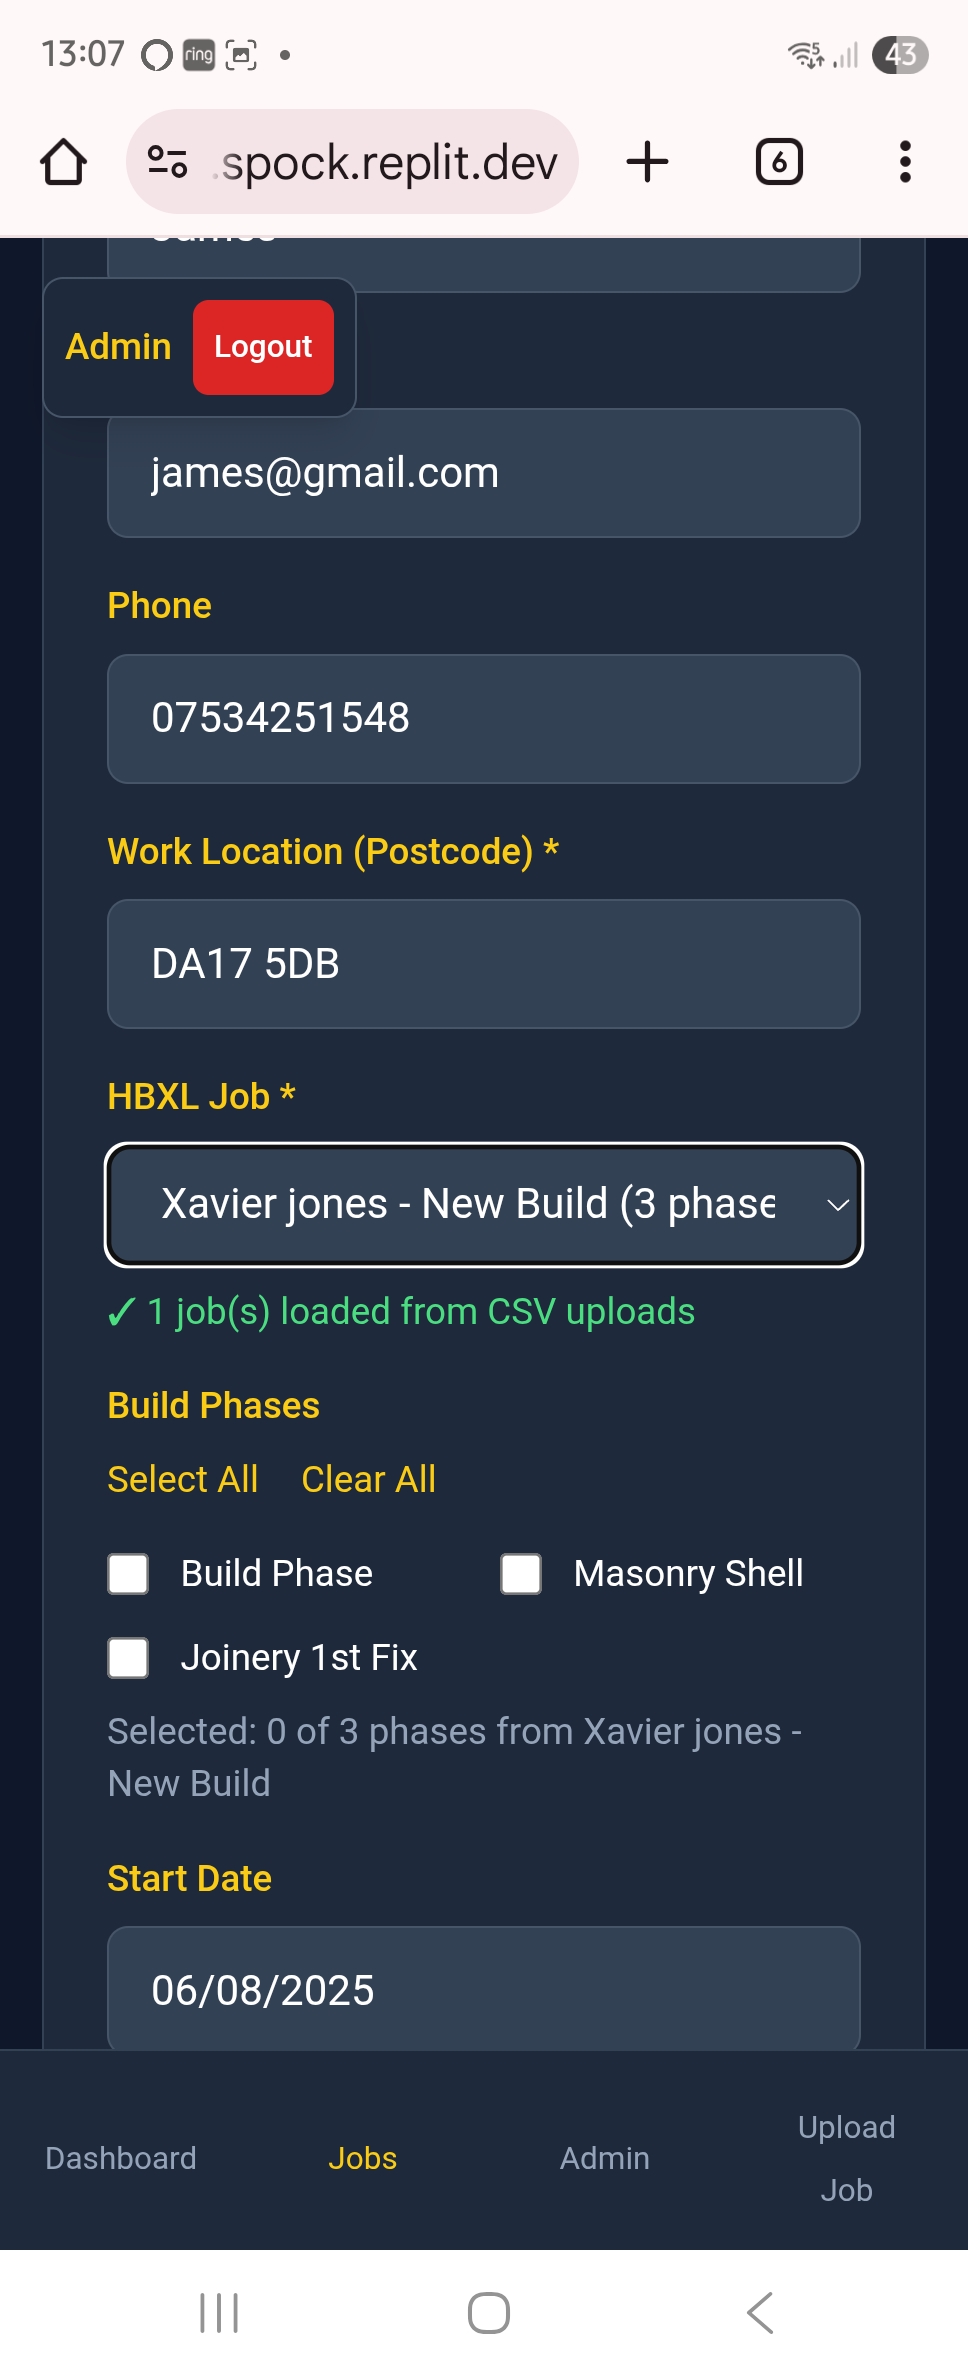 13:07
ring
5
43
.spock.replit.dev
6
Admin
Logout
james@gmail.com
Phone
07534251548
Work Location (Postcode) *
DA17 5DB
HBXL Job *
Xavier jones - New Build (3 phase
✓ 1 job(s) loaded from CSV uploads
Build Phases
Select All Clear All
Build Phase Masonry Shell
Joinery 1st Fix
Selected: 0 of 3 phases from Xavier jones -
New Build
Start Date
06/08/2025
Dashboard Jobs Admin Upload
Job